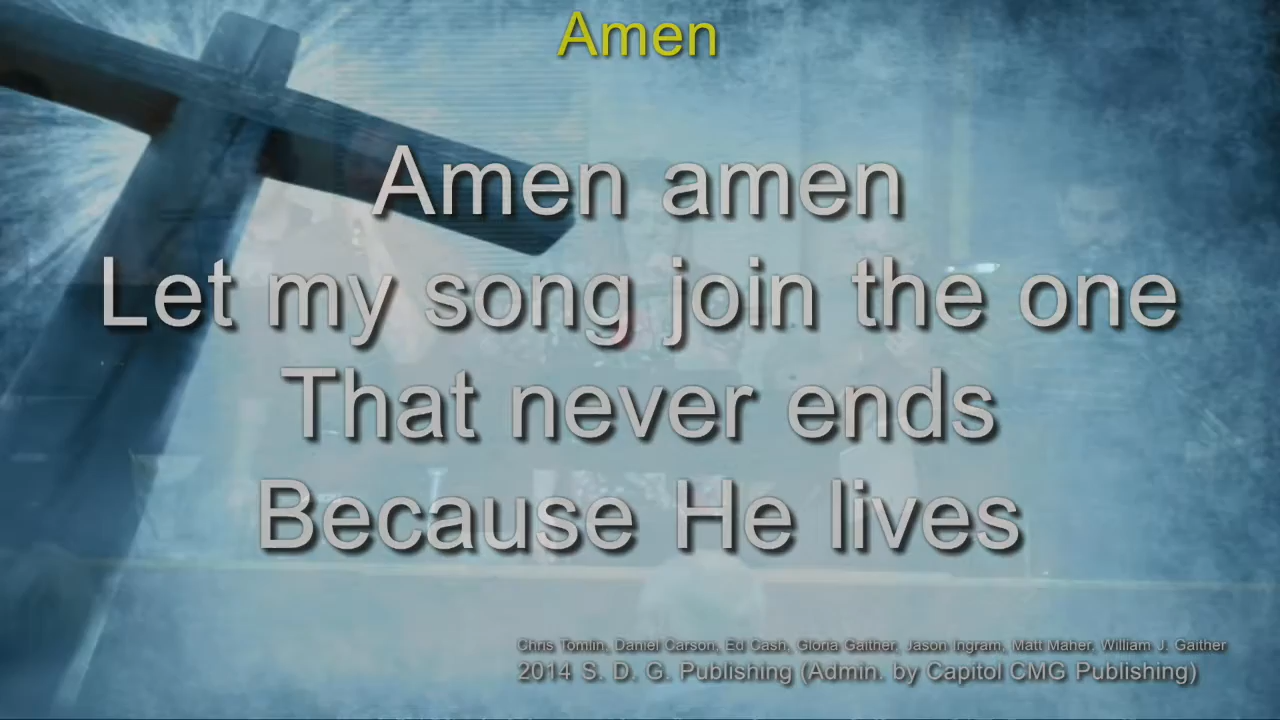 Amen
Amen amen
Let my song join the one
That never ends
Because He lives
Chris Tomlin, Daniel Carson, Ed Cash, Gloria Gaither, Jason Ingram, Matt Maher, William J. Gaither
2014 S. D. G. Publishing (Admin. by Capitol CMG Publishing)